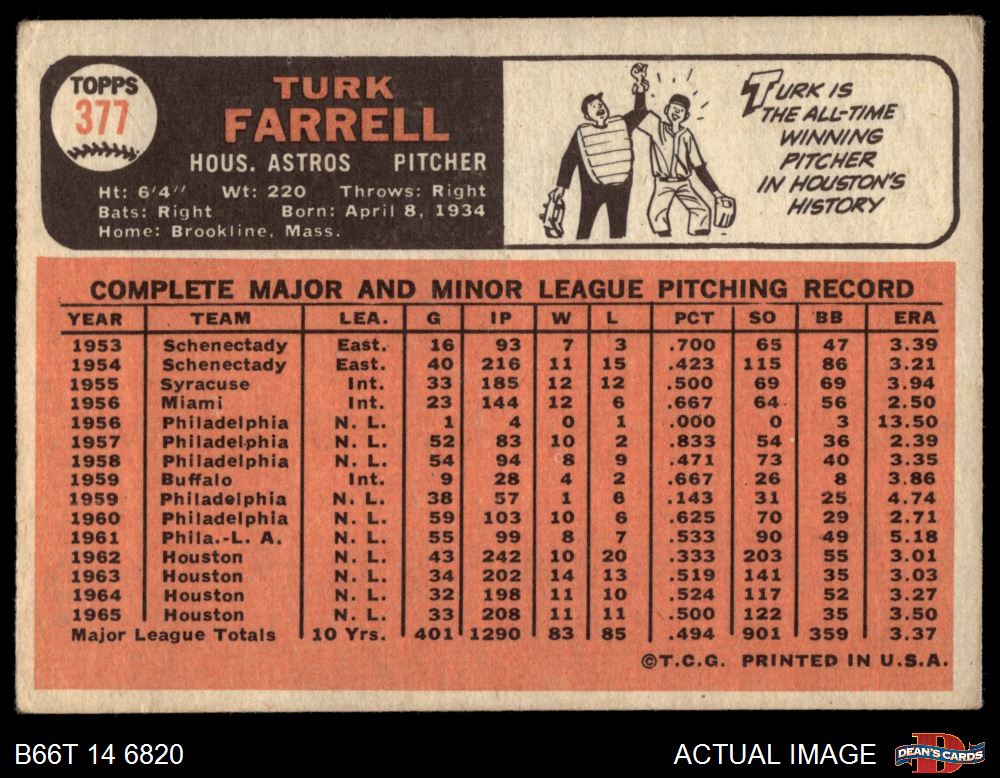 TOPPS
377
TURK
FARRELL
HOUS. ASTROS PITCHER
Ht: 6'4" Wt: 220 Throws: Right
Bats: Right Born: April 8, 1934
Home: Brookline, Mass.
TURK IS
THE ALL-TIME
WINNING
PITCHER
IN HOUSTON'S
HISTORY
COMPLETE MAJOR AND MINOR LEAGUE PITCHING RECORD
YEAR TEAM LEA. G IP W L PCT SO BB ERA
1953 Schenectady East. 16 93 7 3 .700 65 47 3.39
1954 Schenectady East. 40 216 11 15 .423 115 86 3.21
1955 Syracuse Int. 33 185 12 12 .500 69 69 3.94
1956 Miami Int. 23 144 12 6 .667 64 56 2.50
1956 Philadelphia N. L. 1 4 0 1 .000 0 3 13.50
1957 Philadelphia N. L. 52 83 10 2 .833 54 36 2.39
1958 Philadelphia N. L. 54 94 8 9 .471 73 40 3.35
1959 Buffalo Int. 9 28 4 2 .667 26 8 3.86
1959 Philadelphia N. L. 38 57 1 6 .143 31 25 4.74
1960 Philadelphia N. L. 59 103 10 6 .625 70 29 2.71
1961 Phila.-L. A. N. L. 55 99 8 7 .533 90 49 5.18
1962 Houston N. L. 43 242 10 20 .333 203 55 3.01
1963 Houston N. L. 34 202 14 13 .519 141 35 3.03
1964 Houston N. L. 32 198 11 10 .524 117 52 3.27
1965 Houston N. L. 33 208 11 11 .500 122 35 3.50
Major League Totals 10 Yrs. 401 1290 83 85 .494 901 359 3.37
©T.C.G. PRINTED IN U.S.A.
B66T 14 6820 ACTUAL IMAGE DEAN'S CARDS